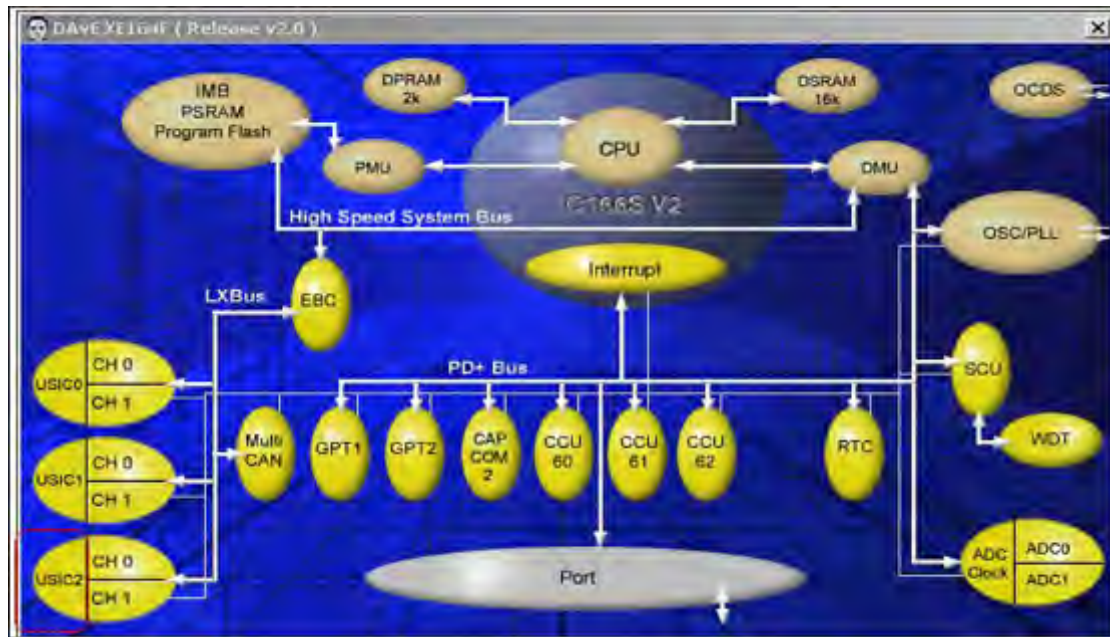 DAvE XE164F ( Release v2.0 )
IMB
PSRAM
Program Flash
DPRAM
2k
DSRAM
16k
OCDS
CPU
PMU
DMU
C166S V2
High Speed System Bus
OSC/PLL
Interrupt
LXBus
EBC
PD+ Bus
SCU
USIC0
CH 0
CH 1
Multi
CAN
GPT1
GPT2
CAP
COM
2
CCU
60
CCU
61
CCU
62
RTC
WDT
USIC1
CH 0
CH 1
USIC2
CH 0
CH 1
Port
ADC
Clock
ADC0
ADC1